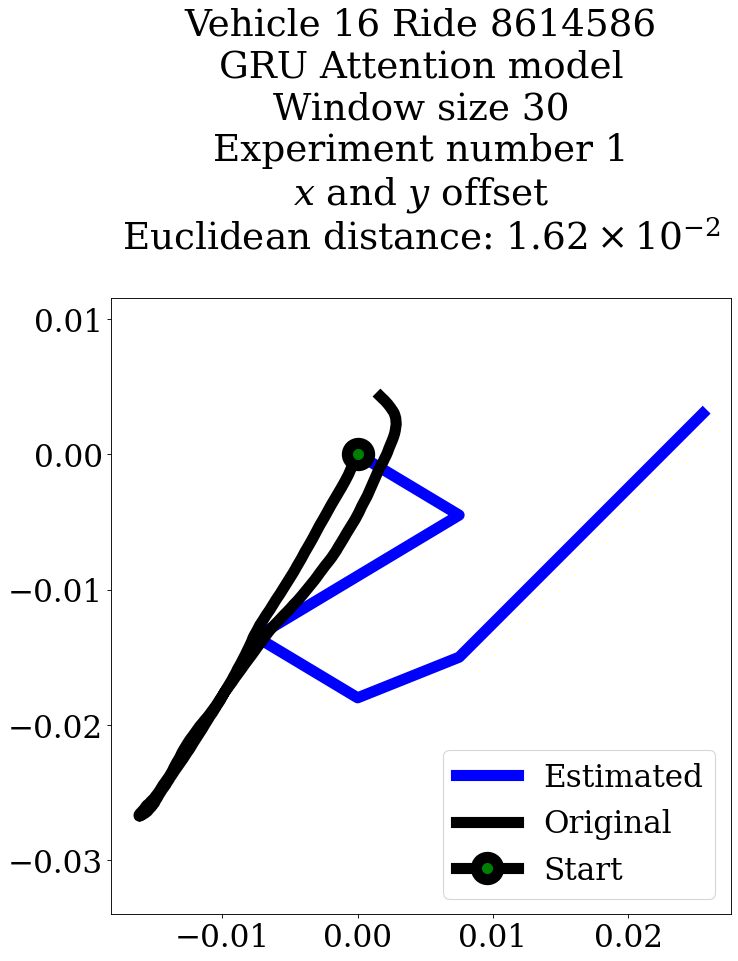 Vehicle 16 Ride 8614586
GRU Attention model
Window size 30
Experiment number 1
x and y offset
Euclidean distance: 1.62 × 10⁻²
0.01
0.00
−0.01
−0.02
−0.03
Estimated
Original
Start
−0.01 0.00 0.01 0.02